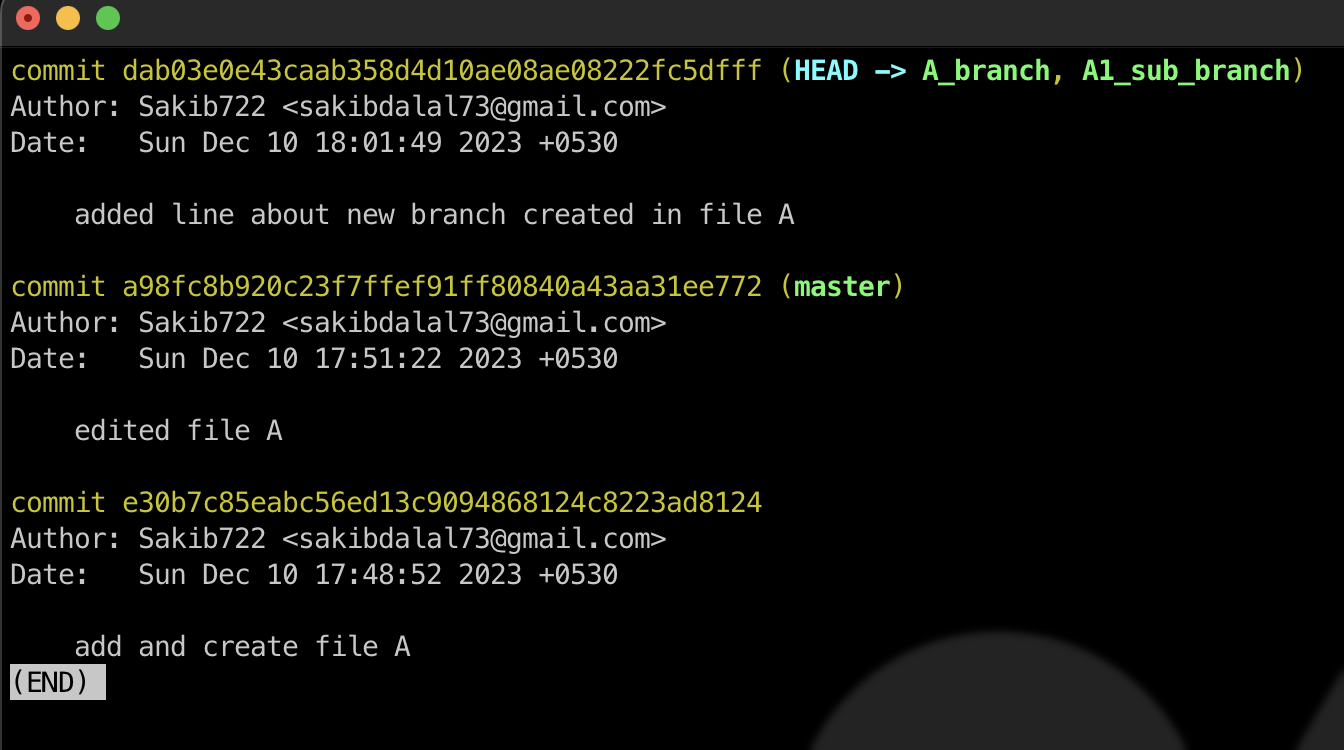 commit dab03e0e43caab358d4d10ae08ae08222fc5dfff (HEAD -> A_branch, A1_sub_branch)
Author: Sakib722 <sakibdalal73@gmail.com>
Date:   Sun Dec 10 18:01:49 2023 +0530
    added line about new branch created in file A
commit a98fc8b920c23f7ffef91ff80840a43aa31ee772 (master)
Author: Sakib722 <sakibdalal73@gmail.com>
Date:   Sun Dec 10 17:51:22 2023 +0530
    edited file A
commit e30b7c85eabc56ed13c9094868124c8223ad8124
Author: Sakib722 <sakibdalal73@gmail.com>
Date:   Sun Dec 10 17:48:52 2023 +0530
    add and create file A
(END)